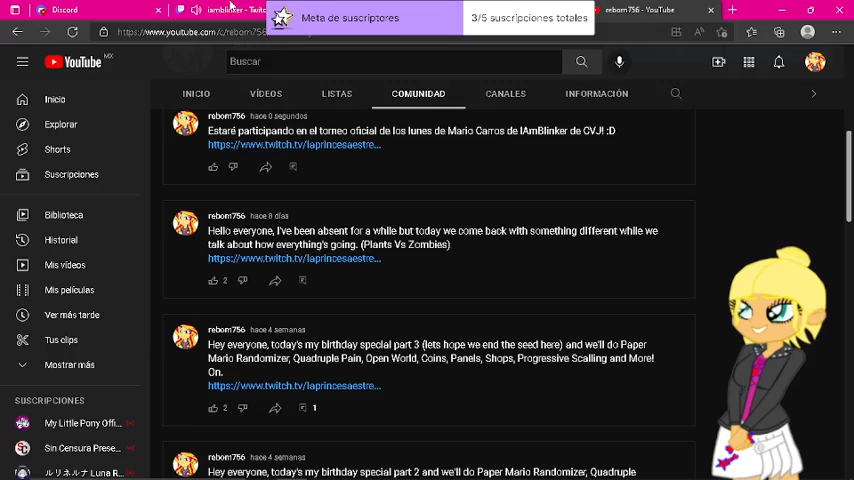 Discord
iamblinker - Twitc
Meta de suscriptores
3/5 suscripciones totales
reborn756 - YouTube
https://www.youtube.com/c/reborn756
YouTube MX
Buscar
INICIO
VÍDEOS
LISTAS
COMUNIDAD
CANALES
INFORMACIÓN
Inicio
Explorar
Shorts
Suscripciones
Biblioteca
Historial
Mis vídeos
Mis películas
Ver más tarde
Tus clips
Mostrar más
SUSCRIPCIONES
My Little Pony Offi...
Sin Censura Prese...
ルリネルナ Luna R...
reborn756 hace 0 segundos
Estaré participando en el torneo oficial de los lunes de Mario Carros de IAmBlinker de CVJ! :D
https://www.twitch.tv/laprincesaestre...
reborn756 hace 8 días
Hello everyone, I've been absent for a while but today we come back with something different while we
talk about how everything's going. (Plants Vs Zombies)
https://www.twitch.tv/laprincesaestre...
2
reborn756 hace 4 semanas
Hey everyone, today's my birthday special part 3 (lets hope we end the seed here) and we'll do Paper
Mario Randomizer, Quadruple Pain, Open World, Coins, Panels, Shops, Progressive Scalling and More!
On.
https://www.twitch.tv/laprincesaestre...
2
1
reborn756 hace 4 semanas
Hey everyone, today's my birthday special part 2 and we'll do Paper Mario Randomizer, Quadruple